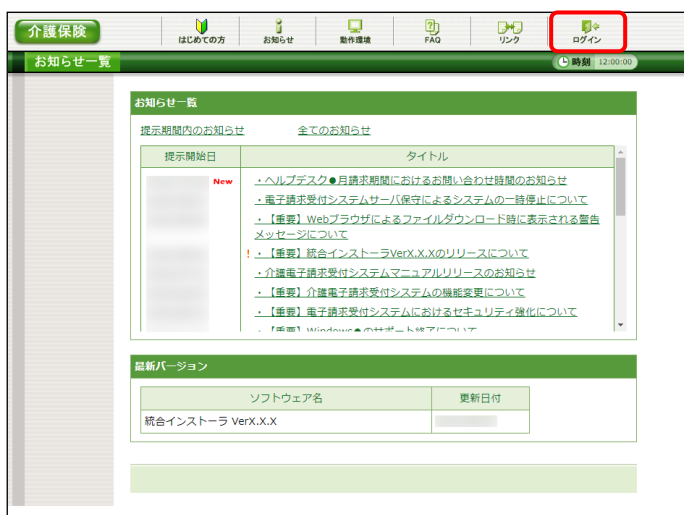 介護保険
はじめての方
お知らせ
動作環境
FAQ
リンク
ログイン
お知らせ一覧
時刻 12:00:00
お知らせ一覧
提示期間内のお知らせ 全てのお知らせ
提示開始日 タイトル
New ・ヘルプデスク●月請求期間におけるお問い合わせ時間のお知らせ
・電子請求受付システムサーバ保守によるシステムの一時停止について
・【重要】Webブラウザによるファイルダウンロード時に表示される警告
メッセージについて
! ・【重要】統合インストーラVerX.X.Xのリリースについて
・介護電子請求受付システムマニュアルリリースのお知らせ
・【重要】介護電子請求受付システムの機能変更について
・【重要】電子請求受付システムにおけるセキュリティ強化について
・【重要】Windows●のサポート終了について
最新バージョン
ソフトウェア名 更新日付
統合インストーラ VerX.X.X